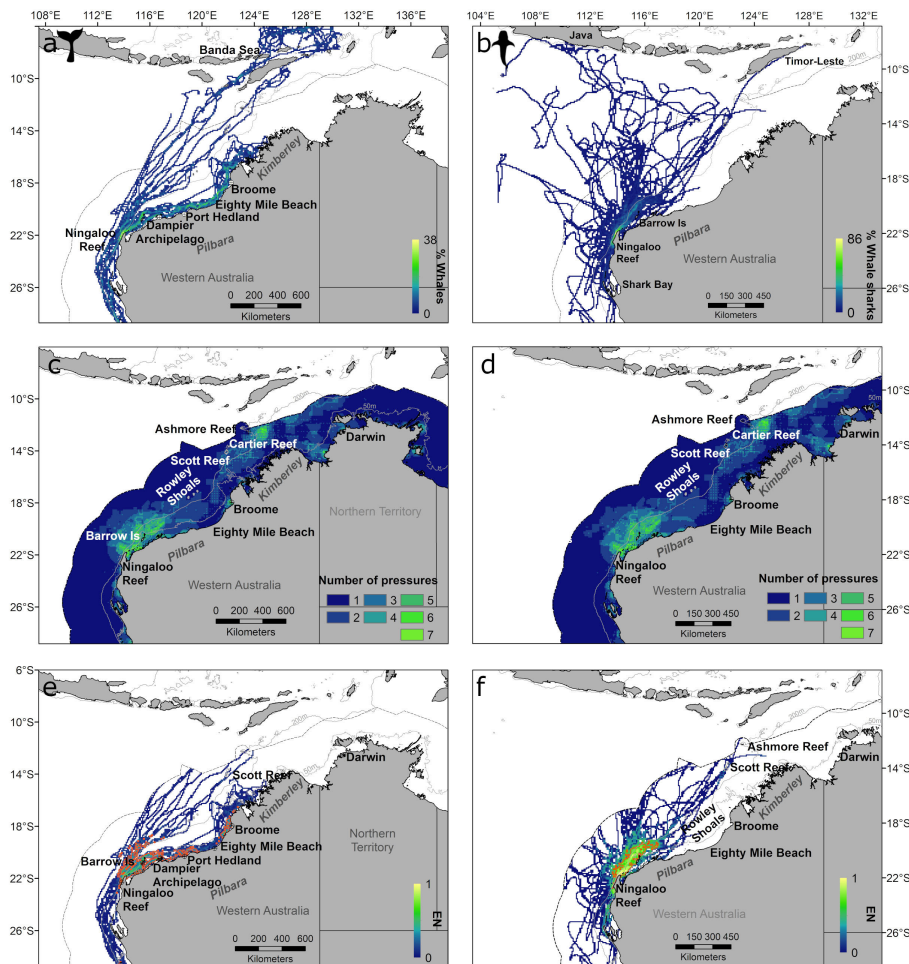 108°E 112°E 116°E 120°E 124°E 128°E 132°E
a
Banda Sea
10°S
14°S
18°S
22°S
26°S
Kimberley
Broome
Eighty Mile Beach
Port Hedland
Dampier
Archipelago
Ningaloo
Reef
Pilbara
Western Australia
0 200 400 600
Kilometers
38
% Whales
0
104°E 108°E 112°E 116°E 120°E 124°E 128°E 132°E
b
Java
Timor-Leste
200m
10°S
14°S
18°S
22°S
26°S
Barrow Is
Pilbara
Ningaloo
Reef
Western Australia
Shark Bay
0 150 300 450
Kilometers
86
% Whale sharks
0
c
10°S
14°S
18°S
22°S
26°S
200m
50m
Ashmore Reef
Cartier Reef
Darwin
Scott Reef
Rowley
Shoals
Kimberley
Broome
Northern Territory
Eighty Mile Beach
Barrow Is
Pilbara
Ningaloo
Reef
Western Australia
Number of pressures
1 3 5
2 4 6
7
0 200 400 600
Kilometers
d
10°S
14°S
18°S
22°S
26°S
200m
50m
Ashmore Reef
Cartier Reef
Darwin
Scott Reef
Rowley
Shoals
Kimberley
Broome
Eighty Mile Beach
Pilbara
Ningaloo
Reef
Western Australia
Number of pressures
1 3 5
2 4 6
7
0 150 300 450
Kilometers
6°S
e
10°S
14°S
18°S
22°S
26°S
200m
50m
Darwin
Scott Reef
Kimberley
Broome
Eighty Mile Beach
Port Hedland
Barrow Is
Dampier
Archipelago
Ningaloo
Reef
Pilbara
Northern
Territory
Western Australia
0 200 400 600
Kilometers
1
EN
0
f
10°S
14°S
18°S
22°S
26°S
200m
50m
Ashmore Reef
Scott Reef
Darwin
Rowley
Shoals
Kimberley
Broome
Eighty Mile Beach
Pilbara
Ningaloo
Reef
Western Australia
0 150 300 450
Kilometers
1
EN
0